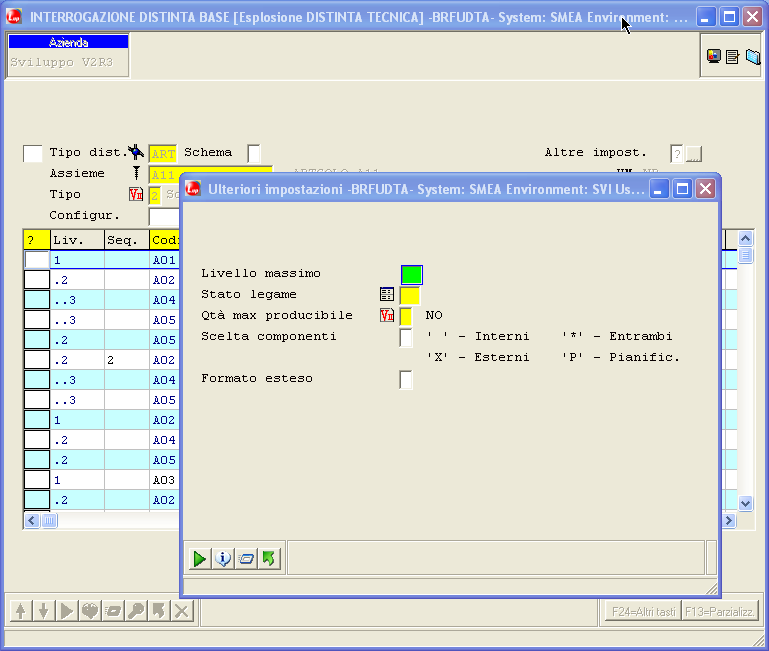 INTERROGAZIONE DISTINTA BASE [Esplosione DISTINTA TECNICA] -BRFUDTA- System: SMEA Environment: ...
Azienda
Sviluppo V2R3
Tipo dist. ART Schema Altre impost. ? ...
Assieme A11
Tipo 2
Configur.
Ulteriori impostazioni -BRFUDTA- System: SMEA Environment: SVI Us...
? Liv. Seq. Codi
1 A01
.2 A02
..3 A04
..3 A05
.2 A05
.2 2 A02
..3 A04
..3 A05
1 A02
.2 A04
.2 A05
1 A03
.2 A02
Livello massimo
Stato legame
Qtà max producibile NO
Scelta componenti ' ' - Interni '*' - Entrambi
'X' - Esterni 'P' - Pianific.
Formato esteso
F24=Altri tasti F13=Parzializz.